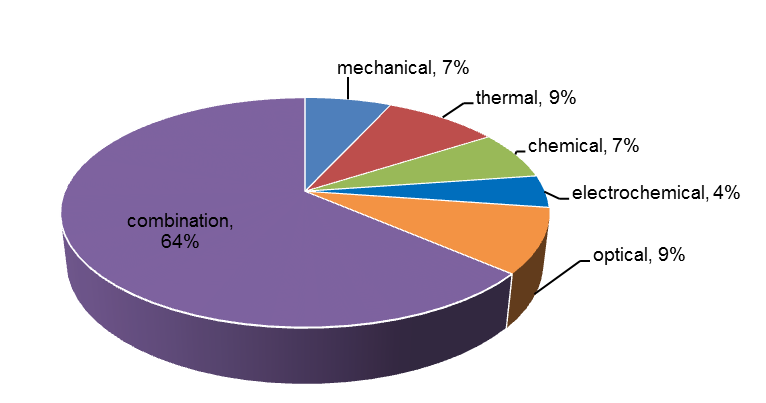 mechanical, 7%
thermal, 9%
chemical, 7%
electrochemical, 4%
optical, 9%
combination,
64%